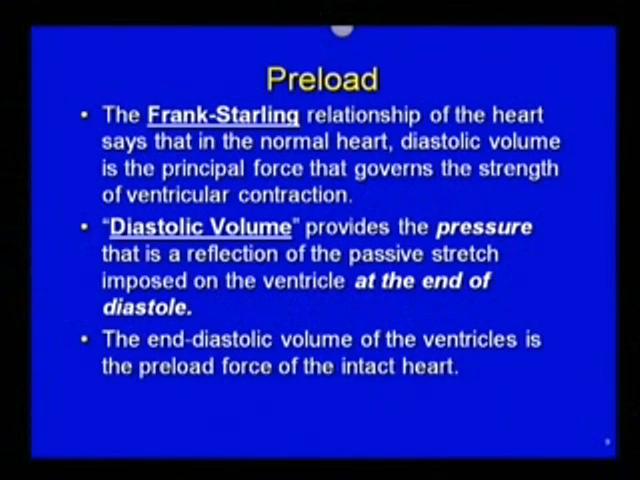 Preload
• The Frank-Starling relationship of the heart
says that in the normal heart, diastolic volume
is the principal force that governs the strength
of ventricular contraction.
• “Diastolic Volume” provides the pressure
that is a reflection of the passive stretch
imposed on the ventricle at the end of
diastole.
• The end-diastolic volume of the ventricles is
the preload force of the intact heart.
9